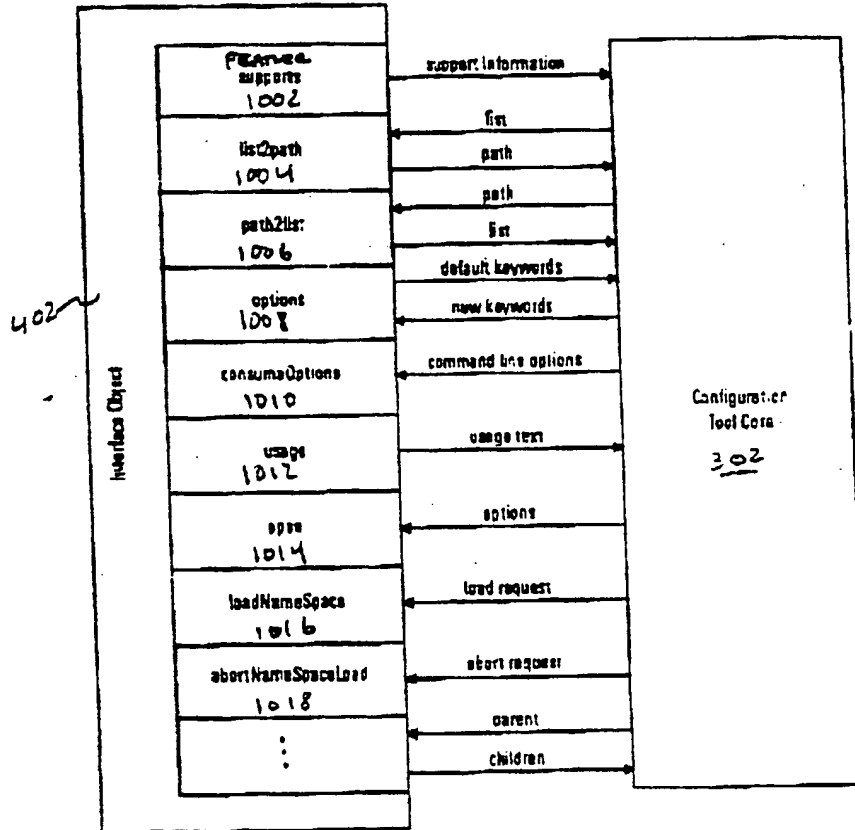 FEATURE
supports
1002
support information
list
list2path
1004
path
path
path2list
1006
list
default keywords
options
1008
new keywords
402
consumeOptions
1010
command line options
Interface Object
Configuration
Tool Core
302
usage
1012
usage text
open
1014
options
loadNameSpace
1016
load request
abortNameSpaceLoad
1018
abort request
parent
children